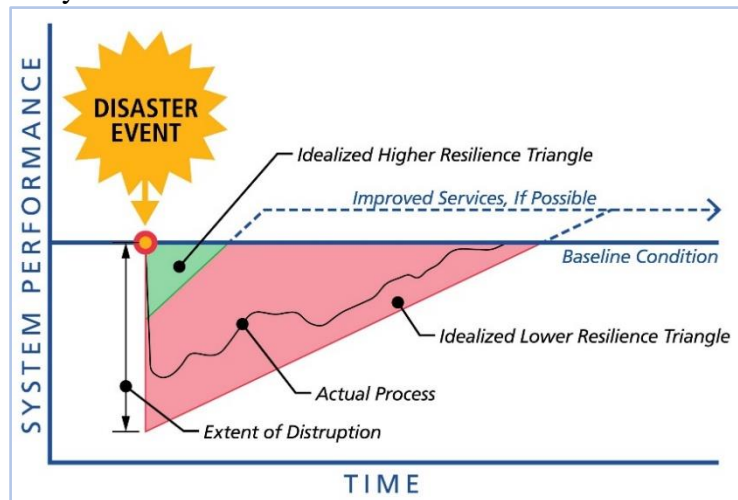 SYSTEM PERFORMANCE
DISASTER
EVENT
Idealized Higher Resilience Triangle
Improved Services, If Possible
Baseline Condition
Idealized Lower Resilience Triangle
Actual Process
Extent of Distruption
TIME